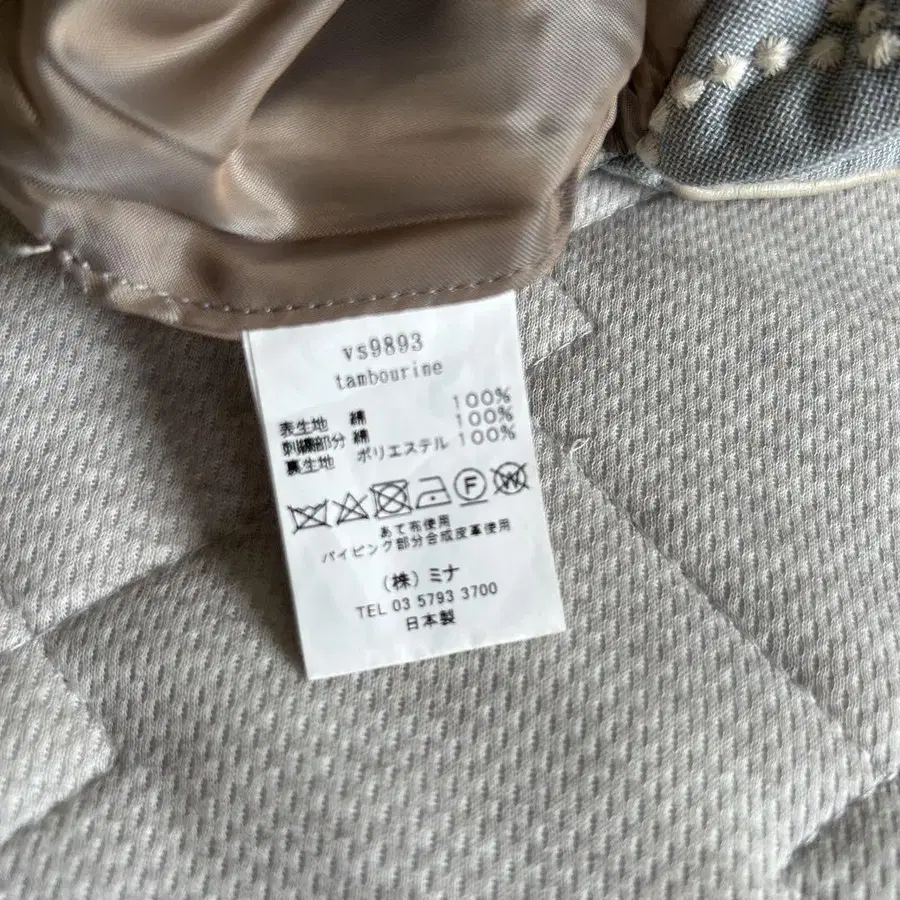 vs9893
tambourine
表生地 綿 100%
刺繍部分 綿 100%
裏生地 ポリエステル 100%
F W
あて布使用
パイピング部分合成皮革使用
(株) ミナ
TEL 03 5793 3700
日本製